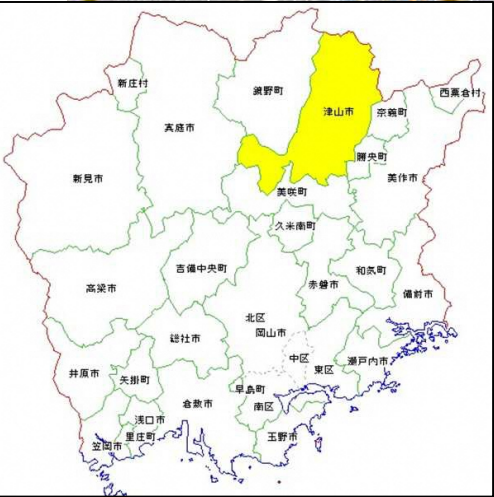 新庄村
鏡野町
津山市
奈義町
西粟倉村
真庭市
勝央町
新見市
美作市
美咲町
久米南町
吉備中央町
和気町
高梁市
赤磐市
備前市
北区
岡山市
総社市
中区
東区
瀬戸内市
井原市
矢掛町
早島町
倉敷市
南区
浅口市
里庄町
玉野市
笠岡市